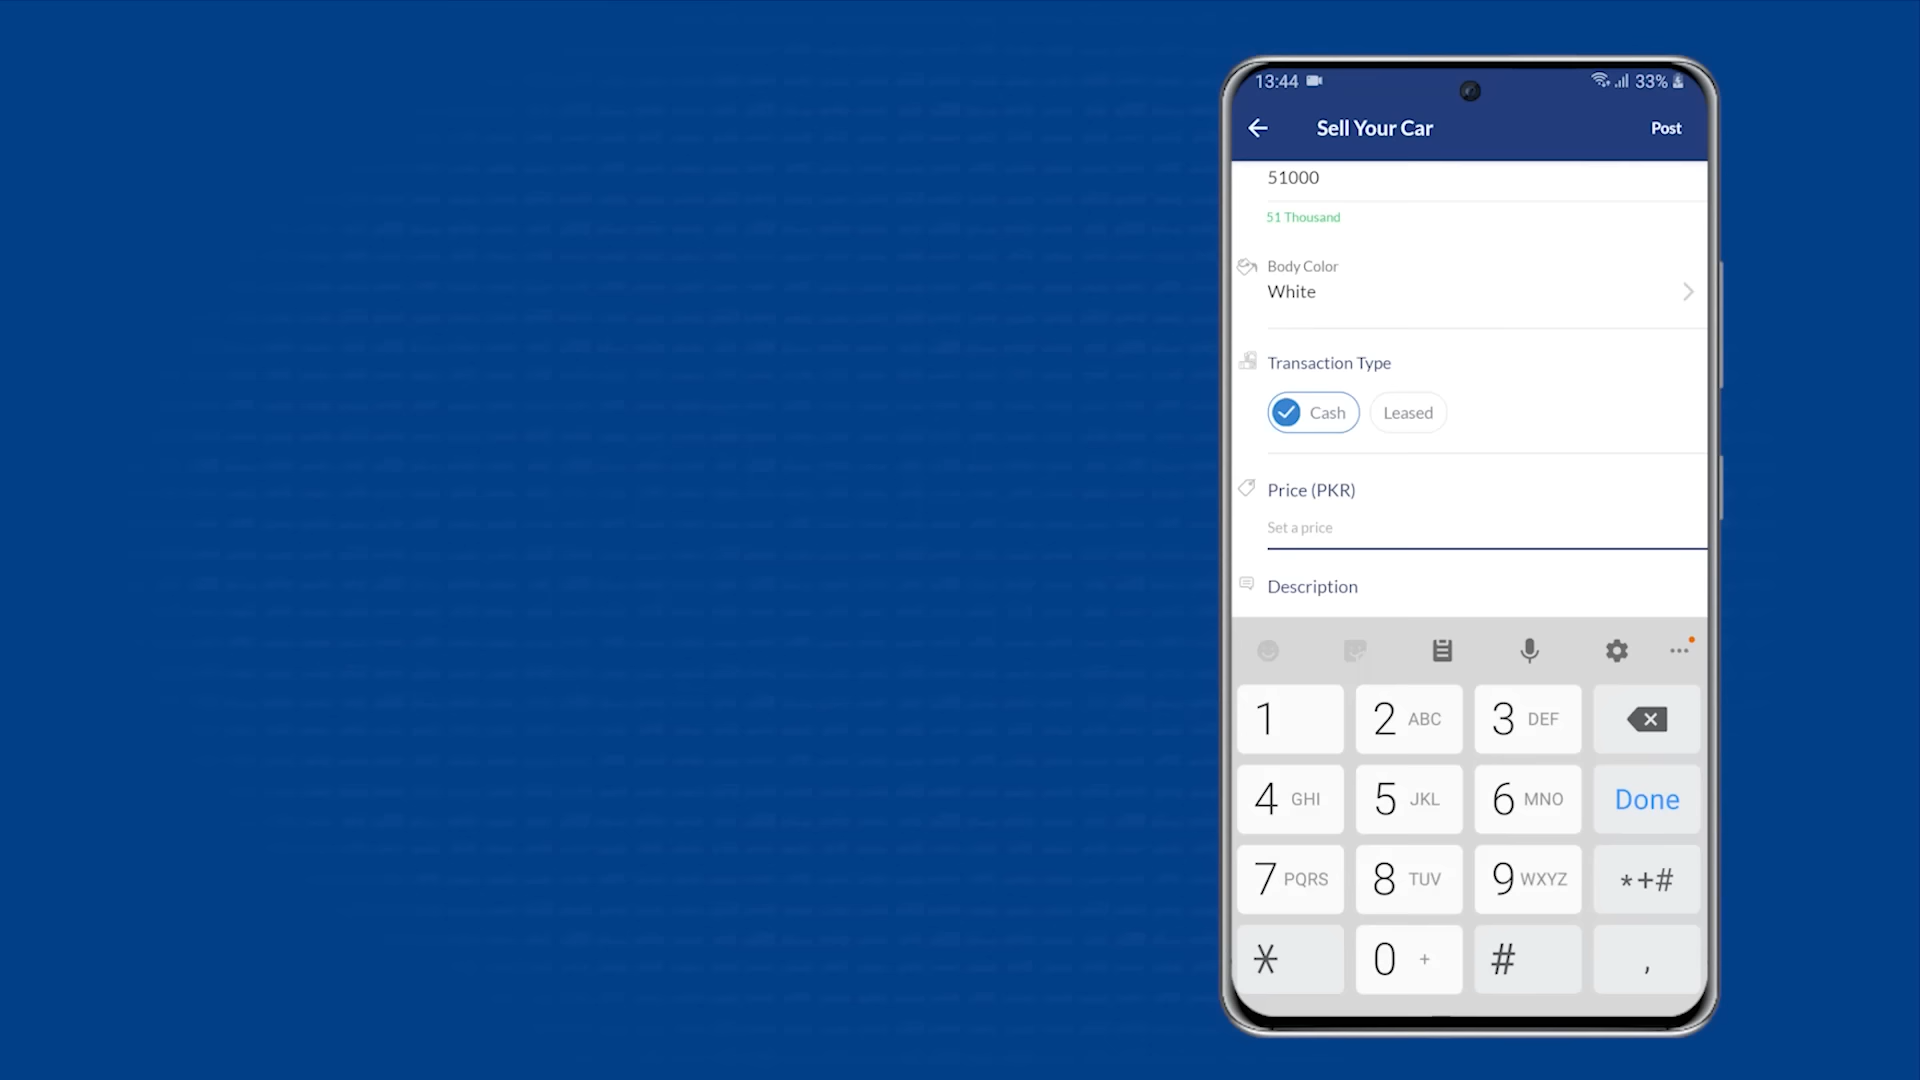 13:44 33%
Sell Your Car Post
51000
51 Thousand
Body Color
White
Transaction Type
Cash Leased
Price (PKR)
Set a price
Description
1 2 ABC 3 DEF
4 GHI 5 JKL 6 MNO Done
7 PQRS 8 TUV 9 WXYZ *+#
* 0 + # ,